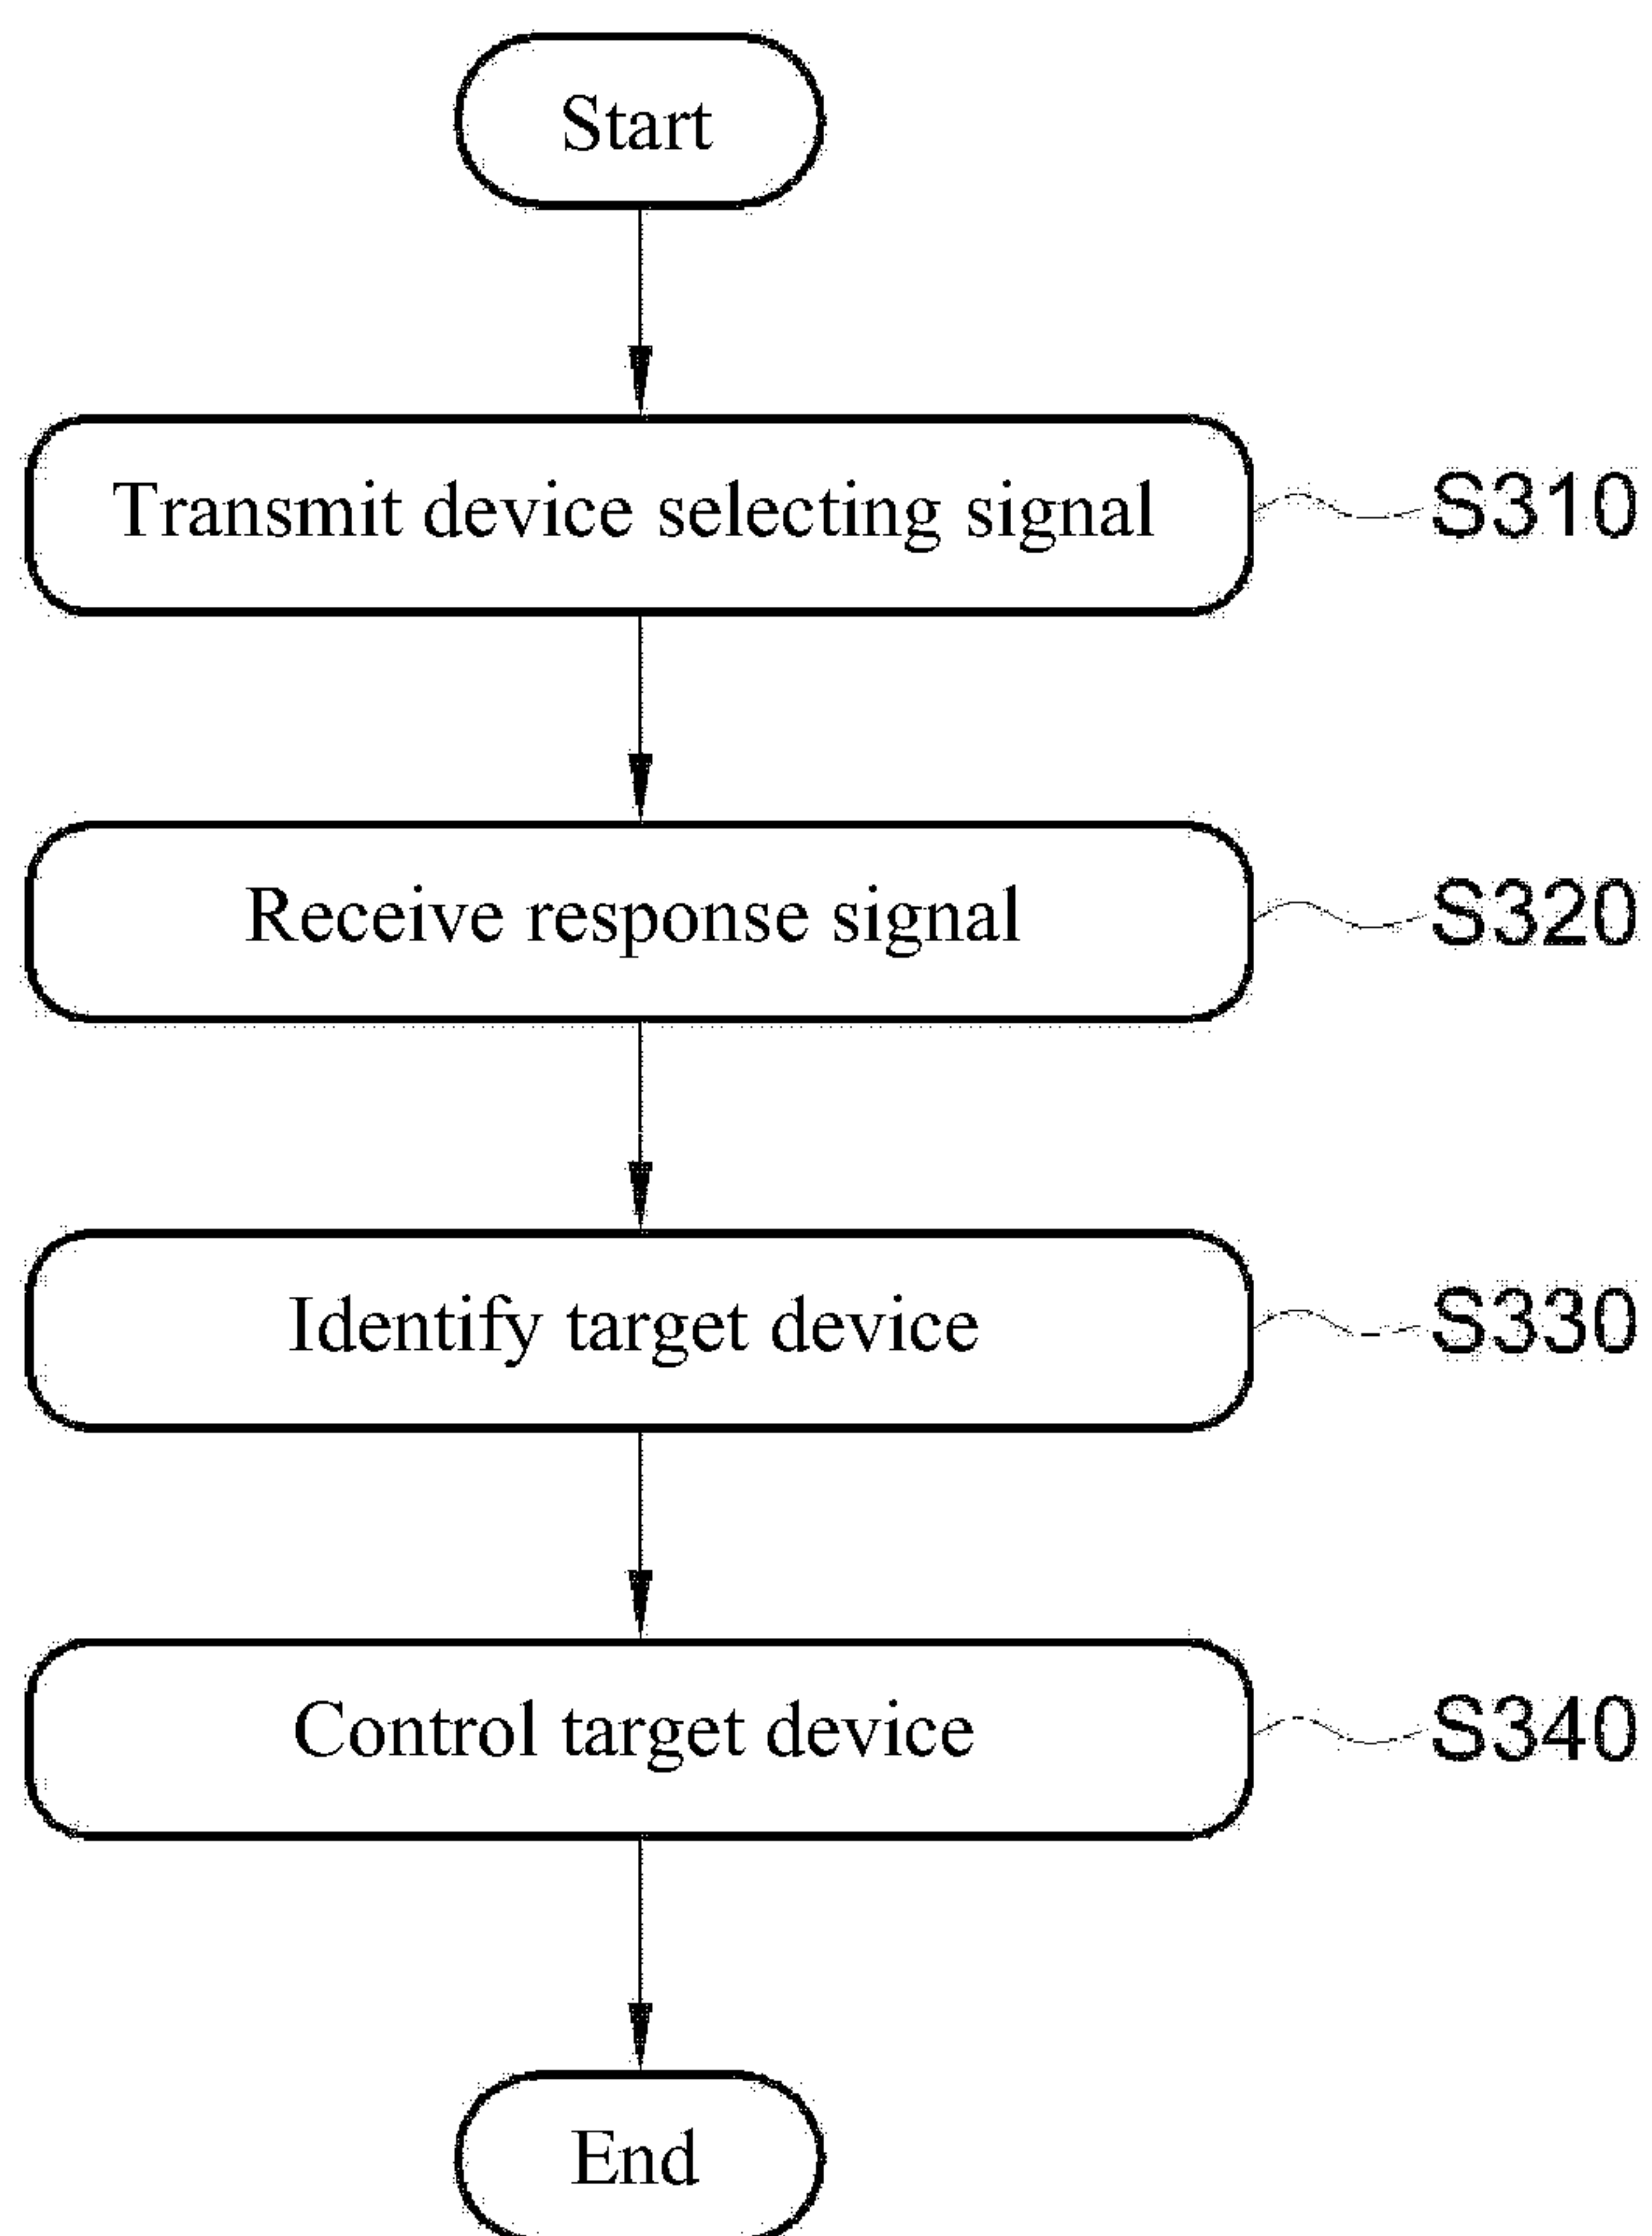 Start
Transmit device selecting signal S310
Receive response signal S320
Identify target device S330
Control target device S340
End